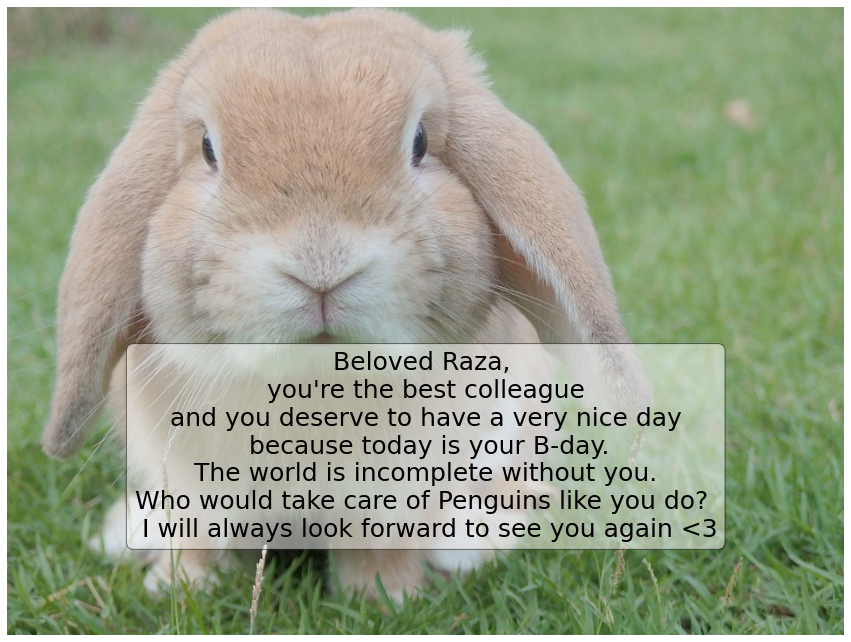 Beloved Raza,
you're the best colleague
and you deserve to have a very nice day
because today is your B-day.
The world is incomplete without you.
Who would take care of Penguins like you do?
I will always look forward to see you again <3